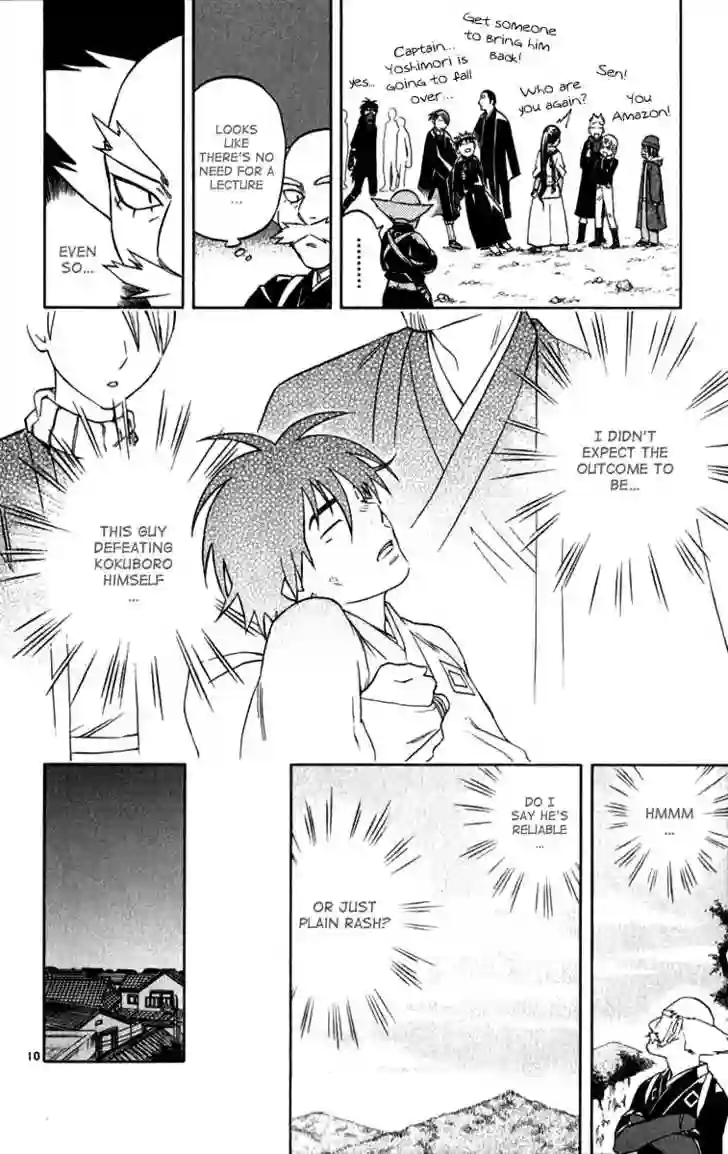 Get someone
to Bring him
Back!
Captain...
Yoshimori is
going to fall
over...
yes...
Sen!
Who are
you again?
You
Amazon!
.........
LOOKS
LIKE
THERE'S NO
NEED FOR A
LECTURE
...
EVEN
SO...
I DIDN'T
EXPECT THE
OUTCOME TO
BE...
THIS GUY
DEFEATING
KOKUBORO
HIMSELF
...
HMMM
...
DO I
SAY HE'S
RELIABLE
...
OR JUST
PLAIN RASH?
10